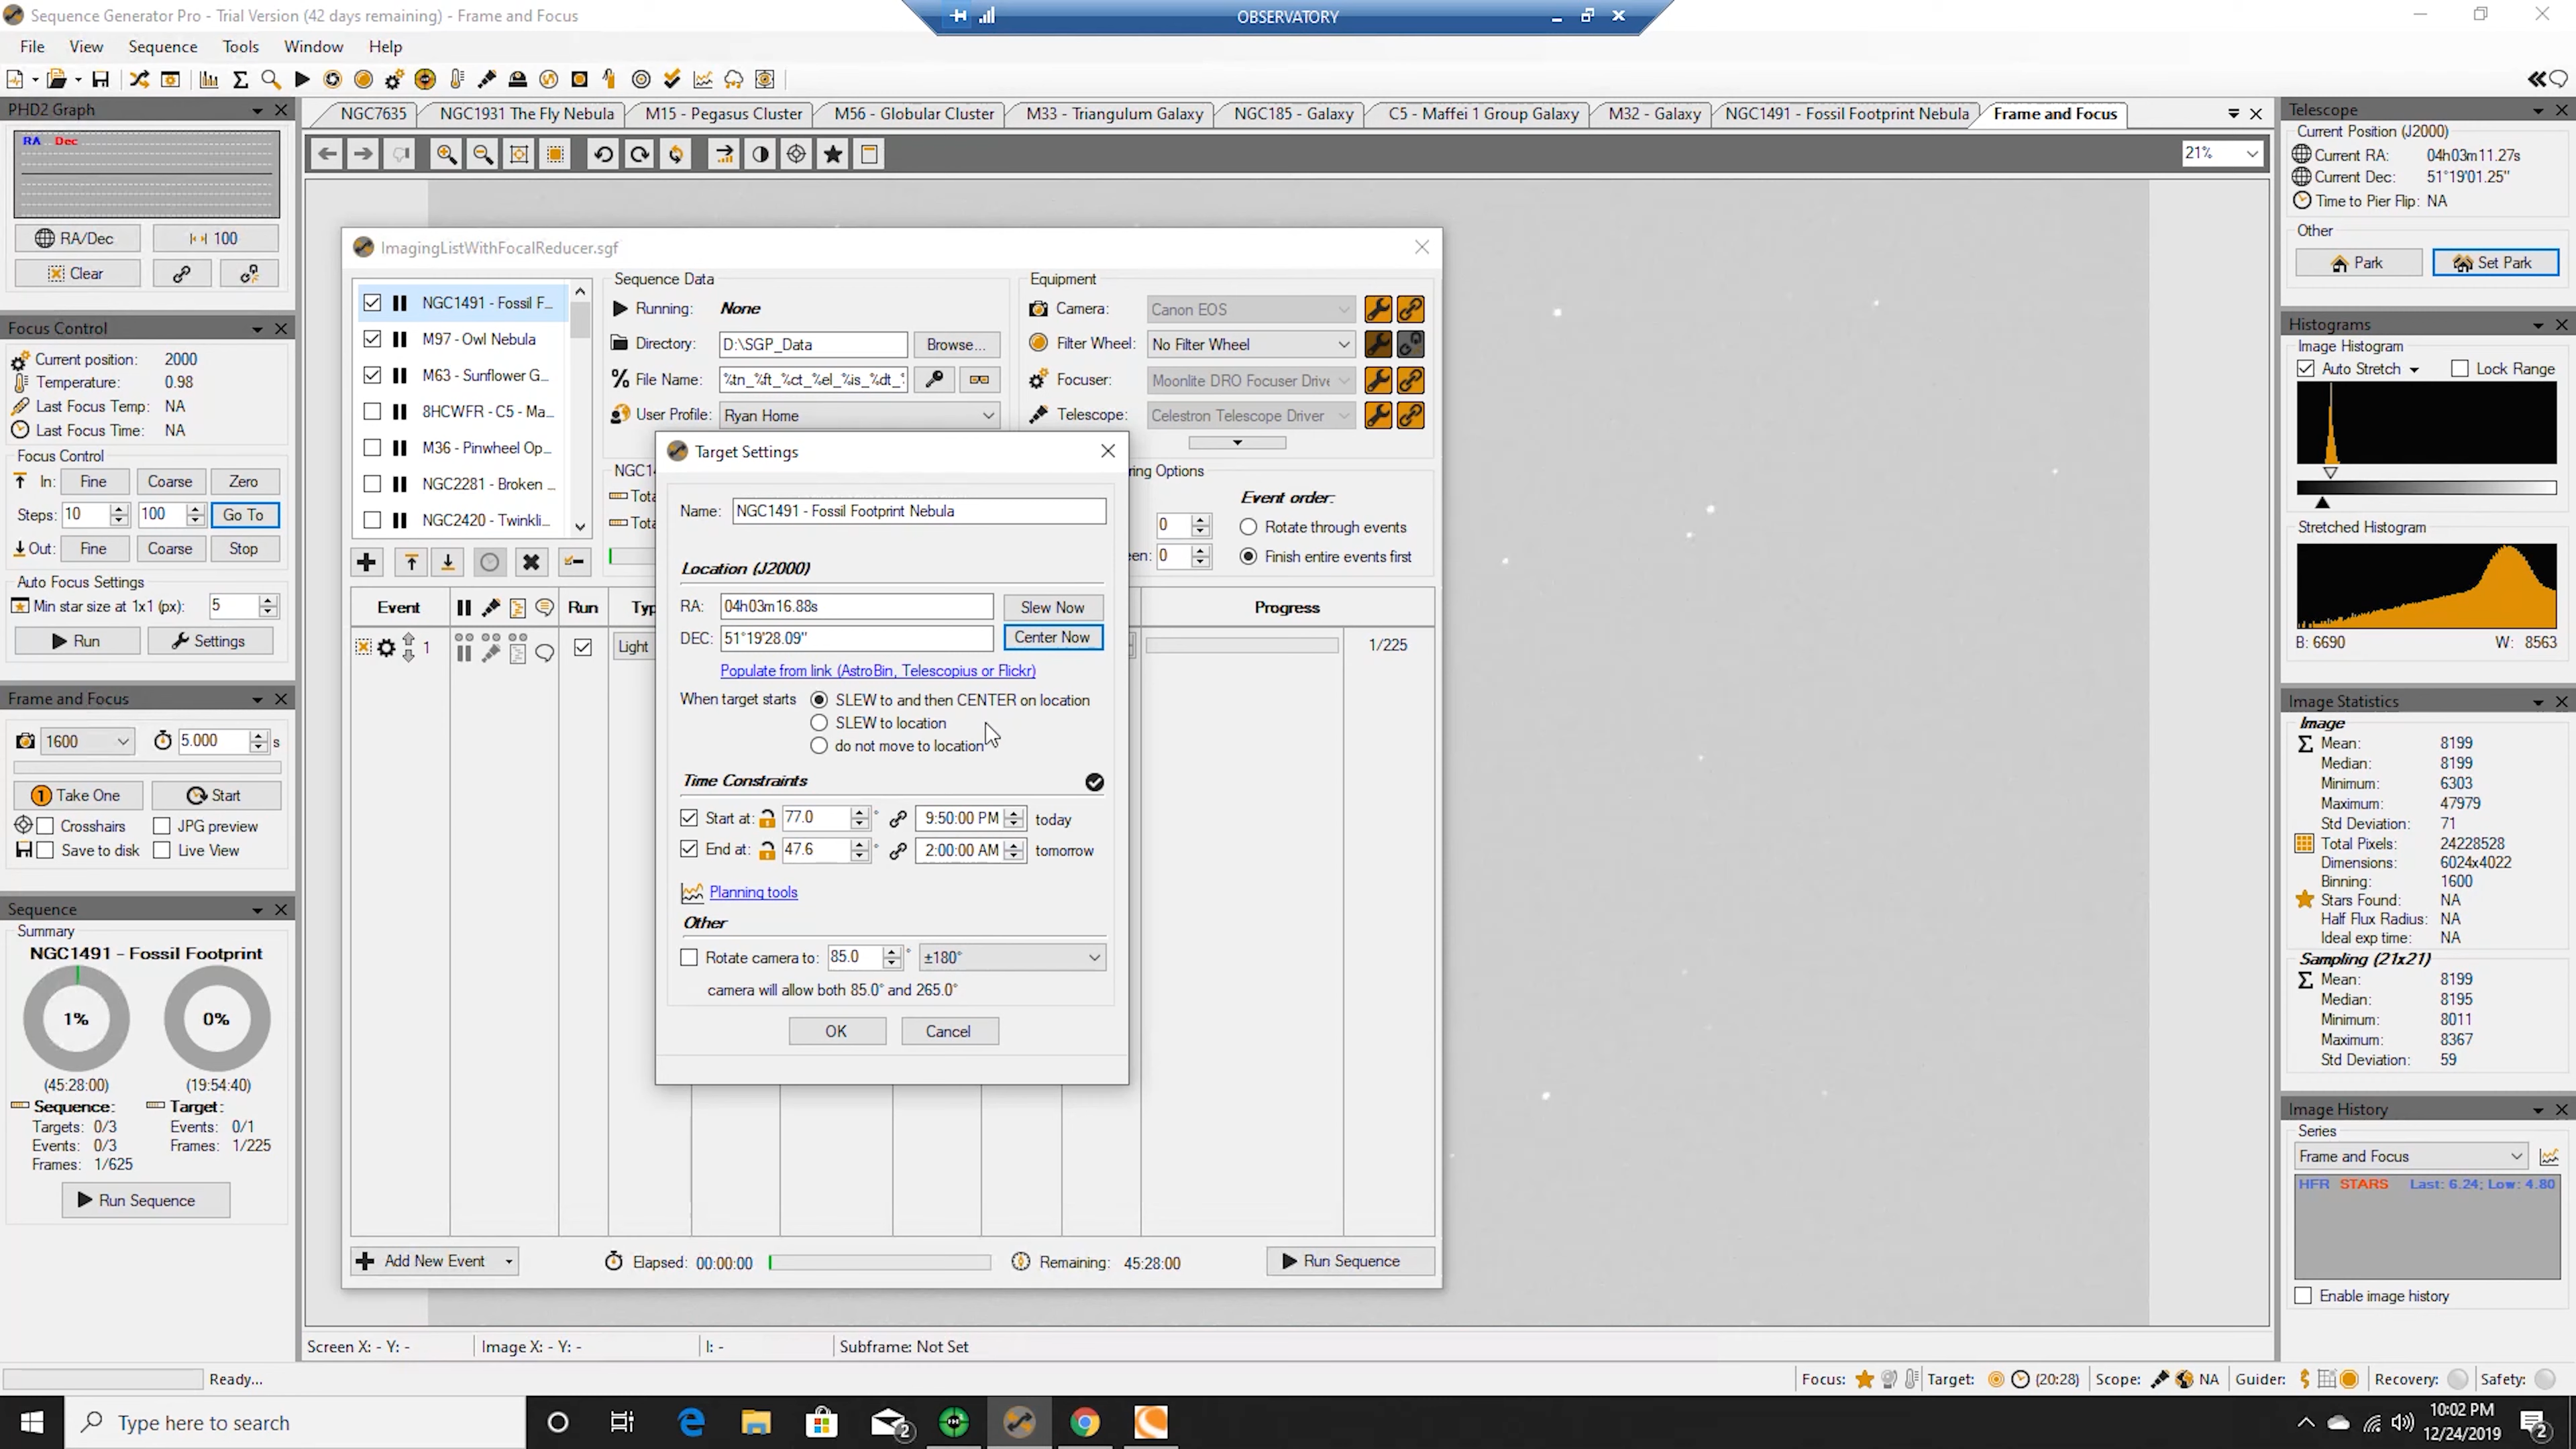 Sequence Generator Pro - Trial Version (42 days remaining) - Frame and Focus
OBSERVATORY
File View Sequence Tools Window Help
PHD2 Graph
RA Dec
RA/Dec
100
Clear
Focus Control
Current position: 2000
Temperature: 0.98
Last Focus Temp: NA
Last Focus Time: NA
Focus Control
In: Fine Coarse Zero
Steps: 10 100 Go To
Out: Fine Coarse Stop
Auto Focus Settings
Min star size at 1x1 (px): 5
Run Settings
Frame and Focus
1600 5.000 s
1 Take One Start
Crosshairs JPG preview
Save to disk Live View
Sequence
Summary
NGC1491 - Fossil Footprint
1% 0%
(45:28:00) (19:54:40)
Sequence: Target:
Targets: 0/3 Events: 0/1
Events: 0/3 Frames: 1/225
Frames: 1/625
Run Sequence
NGC7635 NGC1931 The Fly Nebula M15 - Pegasus Cluster M56 - Globular Cluster M33 - Triangulum Galaxy NGC185 - Galaxy C5 - Maffei 1 Group Galaxy M32 - Galaxy NGC1491 - Fossil Footprint Nebula Frame and Focus
21%
ImagingListWithFocalReducer.sgf
NGC1491 - Fossil F...
M97 - Owl Nebula
M63 - Sunflower G...
8HCWFR - C5 - Ma...
M36 - Pinwheel Op...
NGC2281 - Broken ...
NGC2420 - Twinkli...
Sequence Data
Running: None
Directory: D:\SGP_Data Browse...
File Name: %tn_%ft_%ct_%el_%is_%dt_%
User Profile: Ryan Home
Equipment
Camera: Canon EOS
Filter Wheel: No Filter Wheel
Focuser: Moonlite DRO Focuser Drive
Telescope: Celestron Telescope Driver
NGC14
Tota
Tota
ring Options
0
een: 0
Event order:
Rotate through events
Finish entire events first
Event Run Typ Progress
1 Light 1/225
Target Settings
Name: NGC1491 - Fossil Footprint Nebula
Location (J2000)
RA: 04h03m16.88s Slew Now
DEC: 51°19'28.09" Center Now
Populate from link (AstroBin, Telescopius or Flickr)
When target starts SLEW to and then CENTER on location
SLEW to location
do not move to location
Time Constraints
Start at: 77.0 ° 9:50:00 PM today
End at: 47.6 ° 2:00:00 AM tomorrow
Planning tools
Other
Rotate camera to: 85.0 ° ±180°
camera will allow both 85.0° and 265.0°
OK Cancel
Add New Event Elapsed: 00:00:00 Remaining: 45:28:00 Run Sequence
Screen X: - Y: - Image X: - Y: - I: - Subframe: Not Set
Telescope
Current Position (J2000)
Current RA: 04h03m11.27s
Current Dec: 51°19'01.25"
Time to Pier Flip: NA
Other
Park Set Park
Histograms
Image Histogram
Auto Stretch Lock Range
Stretched Histogram
B: 6690 W: 8563
Image Statistics
Image
Mean: 8199
Median: 8199
Minimum: 6303
Maximum: 47979
Std Deviation: 71
Total Pixels: 24228528
Dimensions: 6024x4022
Binning: 1600
Stars Found: NA
Half Flux Radius: NA
Ideal exp time: NA
Sampling (21x21)
Mean: 8199
Median: 8195
Minimum: 8011
Maximum: 8367
Std Deviation: 59
Image History
Series
Frame and Focus
HFR STARS Last: 6.24; Low: 4.80
Enable image history
Ready... Focus: Target: (20:28) Scope: NA Guider: Recovery: Safety:
Type here to search
2
10:02 PM
12/24/2019
2